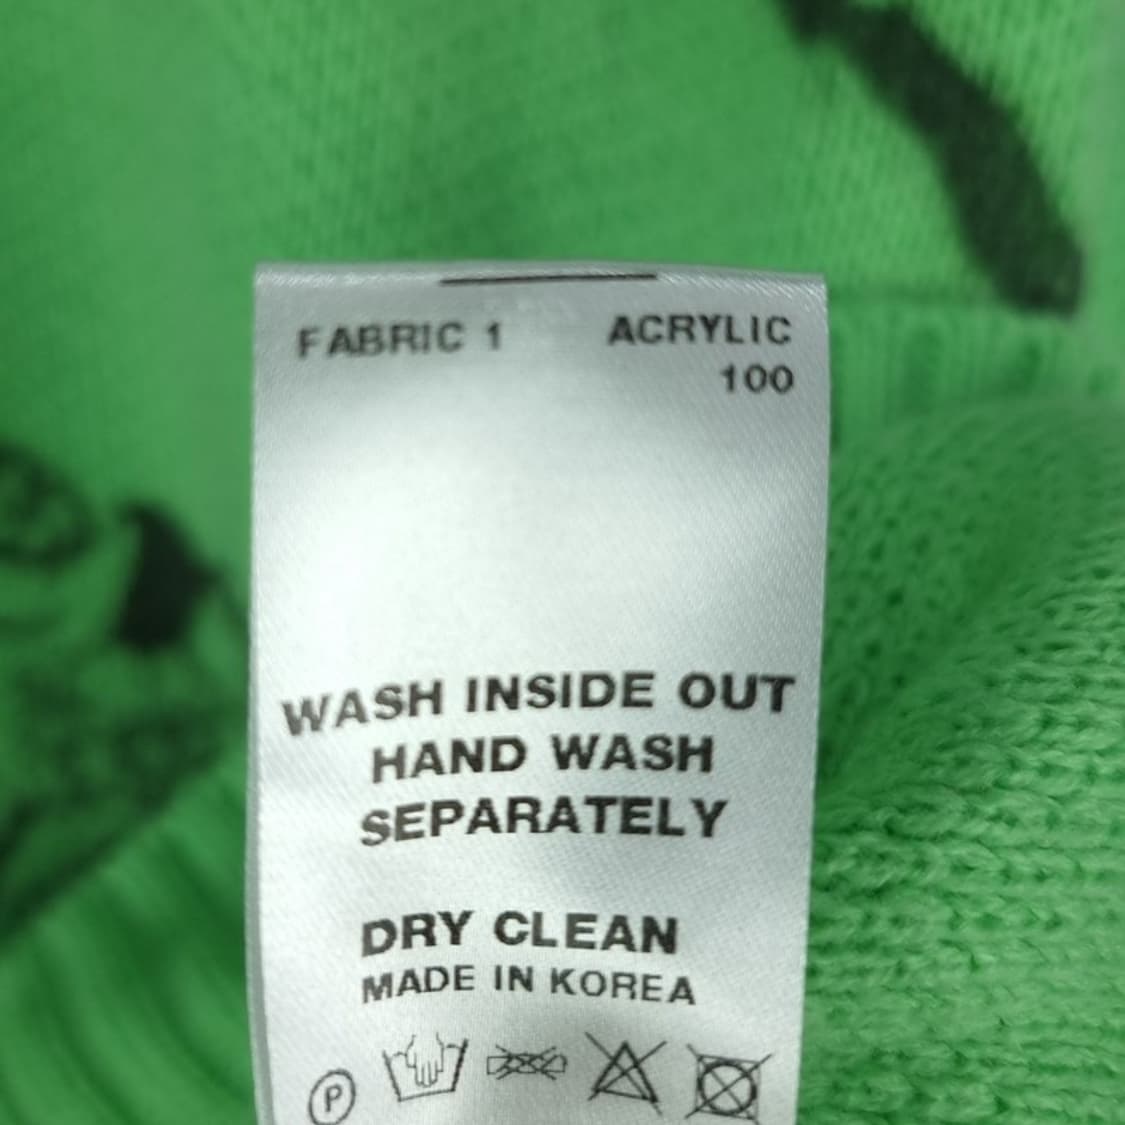 FABRIC 1 ACRYLIC
100
WASH INSIDE OUT
HAND WASH
SEPARATELY
DRY CLEAN
MADE IN KOREA
P